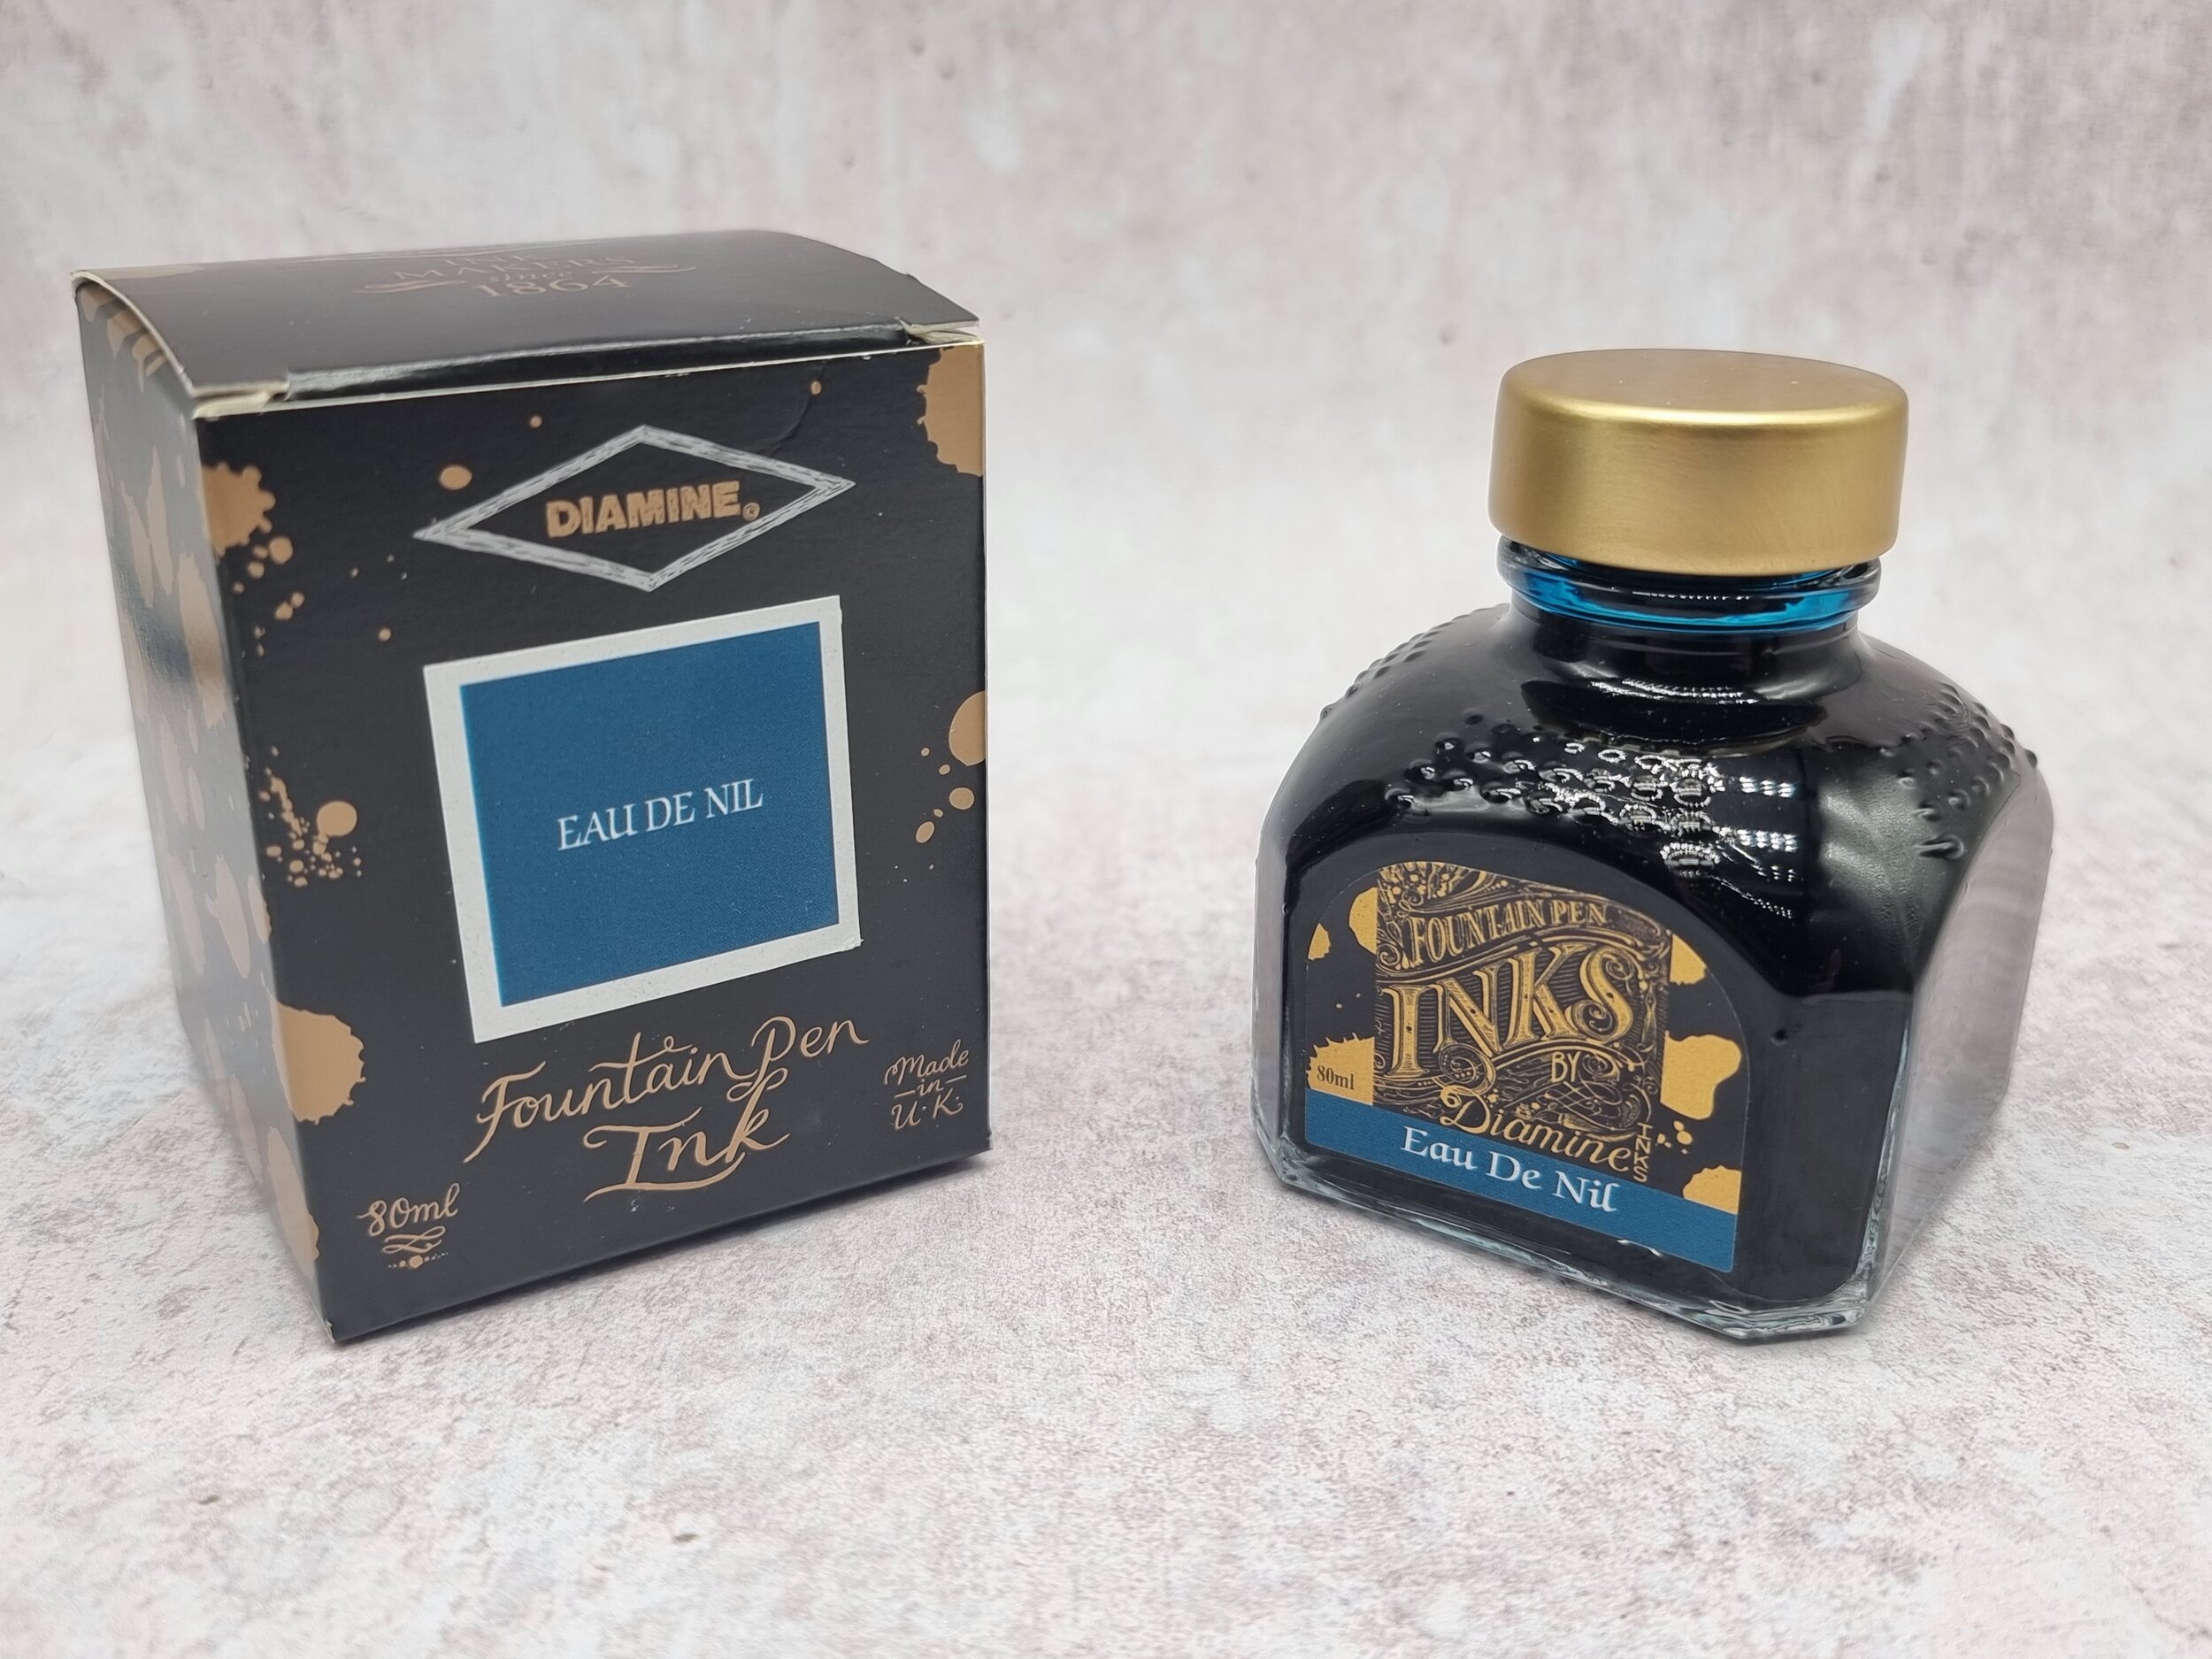 INK
MAKERS
since
1864
DIAMINE©
EAU DE NIL
Fountain Pen
Ink
Made
in
U.K.
80ml
FOUNTAIN PEN
INKS
BY
Diamine
INKS
80ml
Eau De Nil